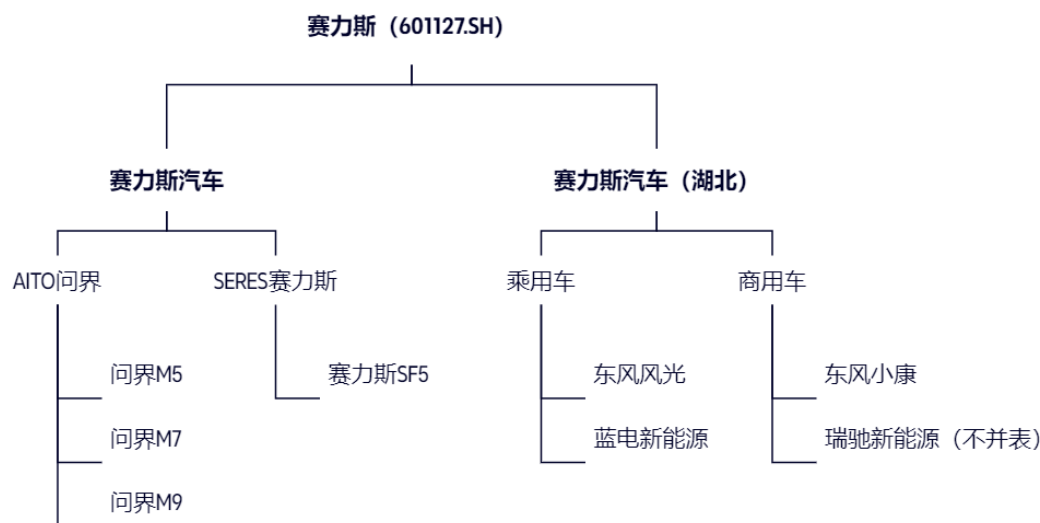 赛力斯（601127.SH）
赛力斯汽车
赛力斯汽车（湖北）
AITO问界
SERES赛力斯
乘用车
商用车
问界M5
赛力斯SF5
东风风光
东风小康
问界M7
蓝电新能源
瑞驰新能源（不并表）
问界M9